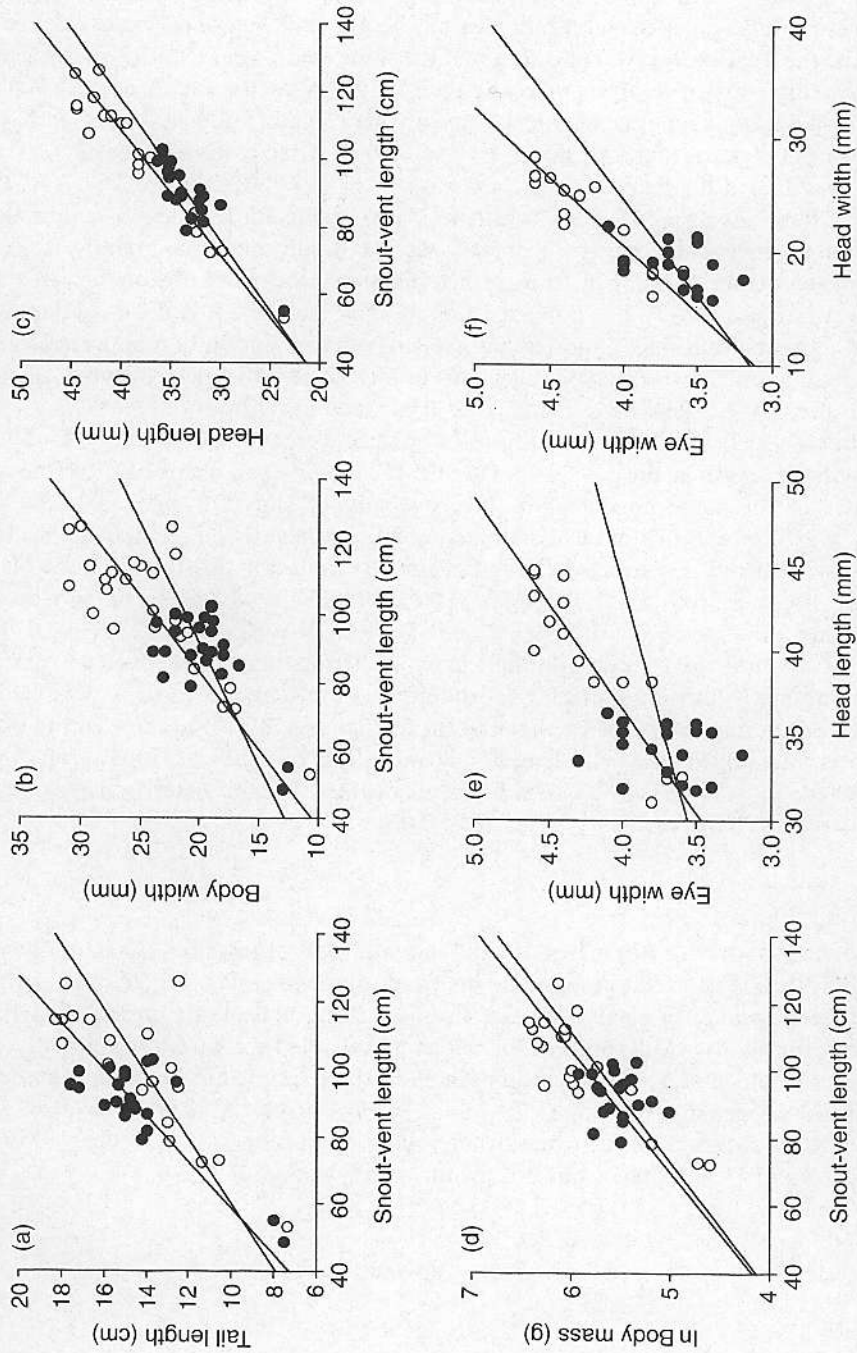 (a)
20
18
16
14
12
10
8
6
Tail length (cm)
40 60 80 100 120 140
Snout-vent length (cm)
(b)
35
30
25
20
15
10
Body width (mm)
40 60 80 100 120 140
Snout-vent length (cm)
(c)
50
45
40
35
30
25
20
Head length (mm)
40 60 80 100 120 140
Snout-vent length (cm)
(d)
7
6
5
4
ln Body mass (g)
40 60 80 100 120 140
Snout-vent length (cm)
(e)
5.0
4.5
4.0
3.5
3.0
Eye width (mm)
30 35 40 45 50
Head length (mm)
(f)
5.0
4.5
4.0
3.5
3.0
Eye width (mm)
10 20 30 40
Head width (mm)